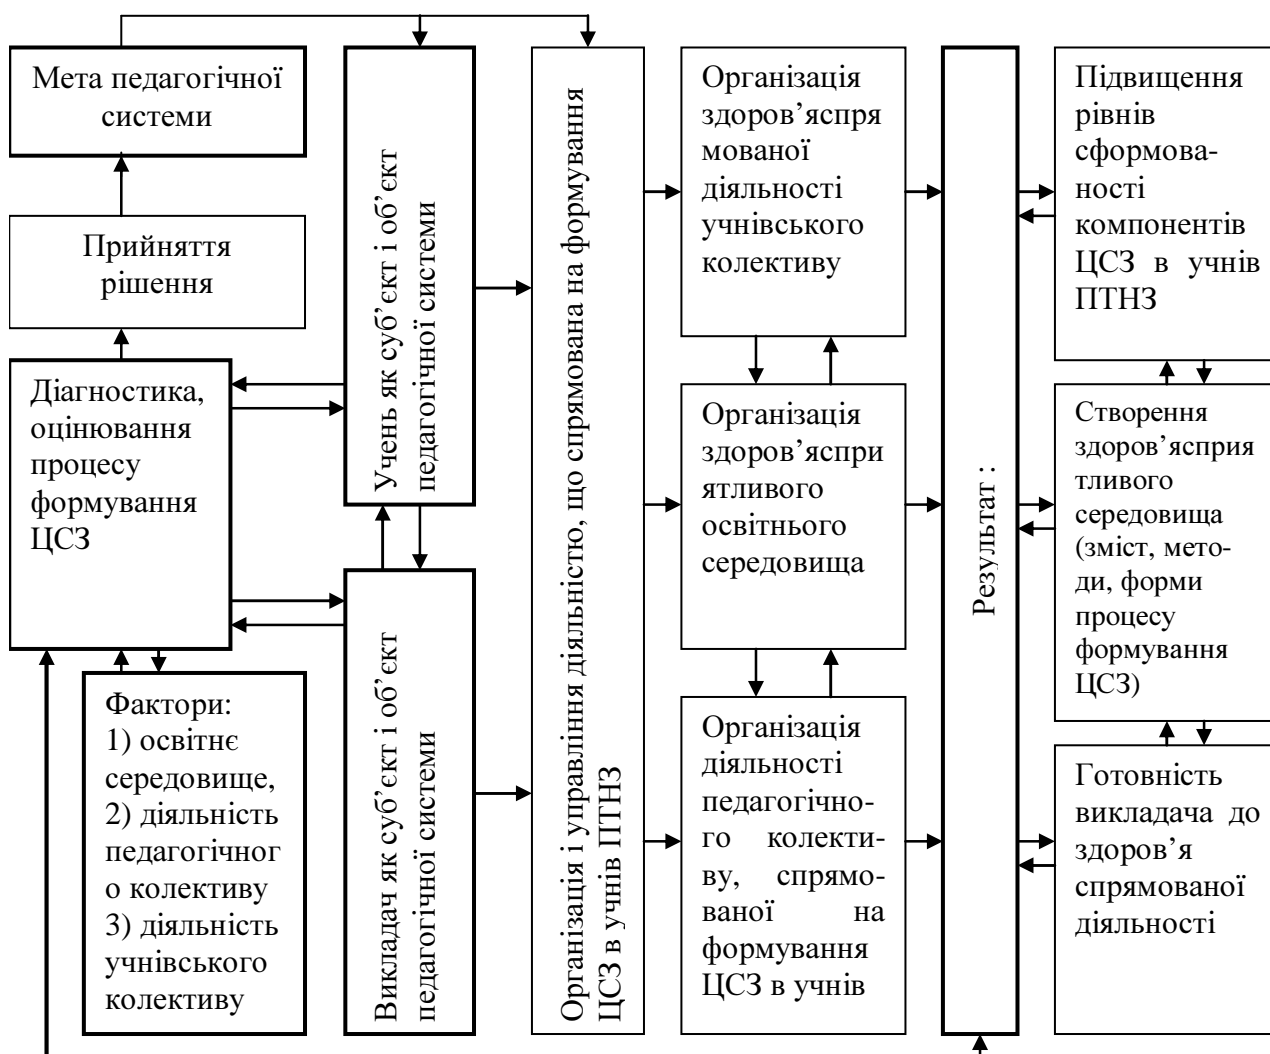 Мета педагогічної
системи
Прийняття
рішення
Діагностика,
оцінювання
процесу
формування
ЦСЗ
Фактори:
1) освітнє
середовище,
2) діяльність
педагогічног
о колективу
3) діяльність
учнівського
колективу
Учень як суб’єкт і об’єкт
педагогічної системи
Викладач як суб’єкт і об’єкт
педагогічної системи
Організація і управління діяльністю, що спрямована на формування
ЦСЗ в учнів ПТНЗ
Організація
здоров’яспря
мованої
діяльності
учнівського
колективу
Організація
здоров’яспри
ятливого
освітнього
середовища
Організація
діяльності
педагогічно-
го колекти-
ву, спрямо-
ваної на
формування
ЦСЗ в учнів
Результат :
Підвищення
рівнів
сформова-
ності
компонентів
ЦСЗ в учнів
ПТНЗ
Створення
здоров’яспрія
тливого
середовища
(зміст, мето-
ди, форми
процесу
формування
ЦСЗ)
Готовність
викладача до
здоров’я
спрямованої
діяльності